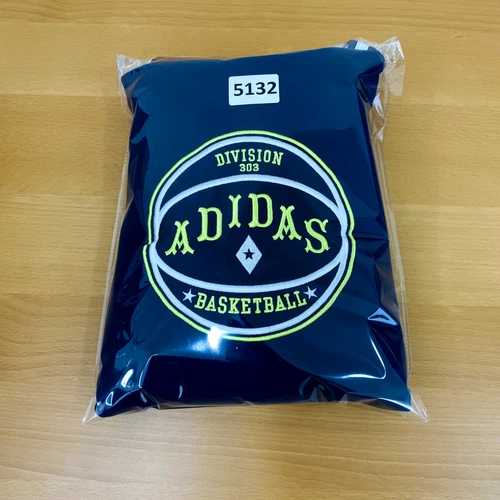 5132
DIVISION
303
ADIDAS
BASKETBALL